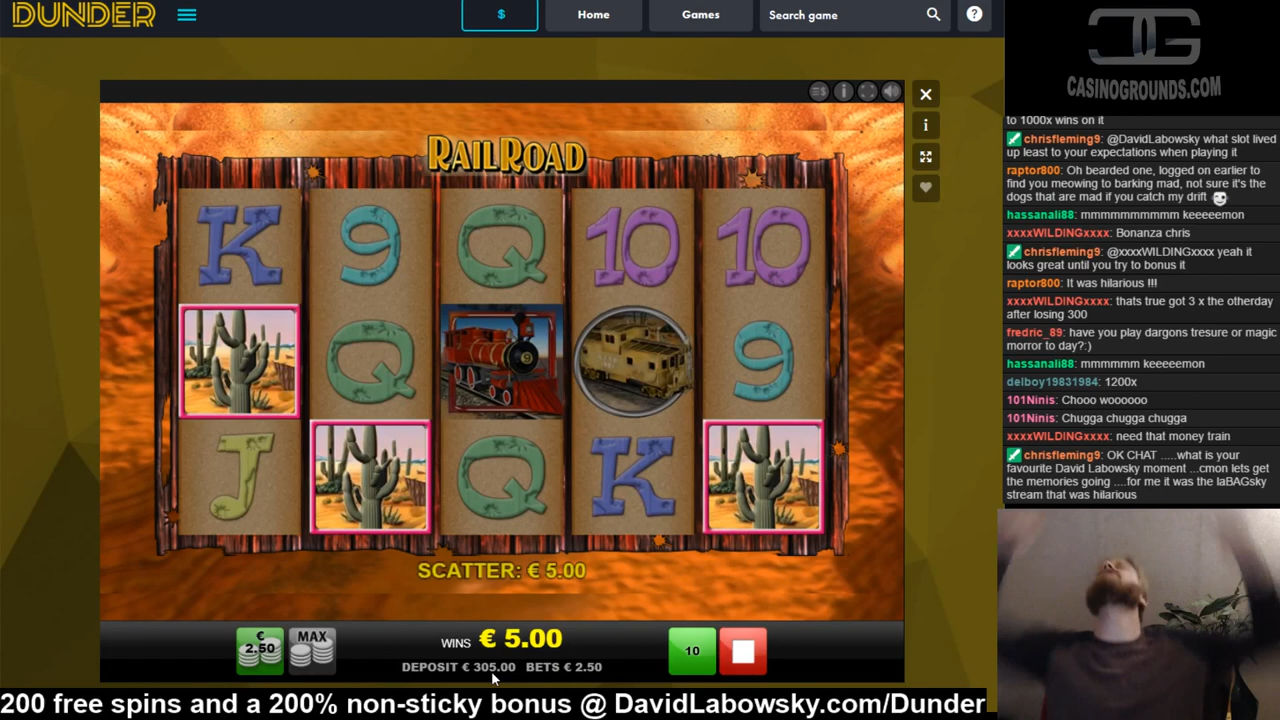 DUNDER
$
Home
Games
Search game
?
CG
CASINOGROUNDS.COM
RAILROAD
K 9 Q 10 10
Q 9
J Q K
SCATTER: € 5.00
€
2.50
MAX
WINS € 5.00
DEPOSIT € 305.00 BETS € 2.50
10
to 1000x wins on it
chrisfleming9: @DavidLabowsky what slot lived
up least to your expectations when playing it
raptor800: Oh bearded one, logged on earlier to
find you meowing to barking mad, not sure it's the
dogs that are mad if you catch my drift
hassanali88: mmmmmmmmm keeeeemon
xxxxWILDINGxxxx: Bonanza chris
chrisfleming9: @xxxxWILDINGxxxx yeah it
looks great until you try to bonus it
raptor800: It was hilarious !!!
xxxxWILDINGxxxx: thats true got 3 x the otherday
after losing 300
fredric_89: have you play dargons tresure or magic
morror to day?:)
hassanali88: mmmmmm keeeeemon
delboy19831984: 1200x
101Ninis: Chooo woooooo
101Ninis: Chugga chugga chugga
xxxxWILDINGxxxx: need that money train
chrisfleming9: OK CHAT .....what is your
favourite David Labowsky moment ...cmon lets get
the memories going ....for me it was the laBAGsky
stream that was hilarious
200 free spins and a 200% non-sticky bonus @ DavidLabowsky.com/Dunder